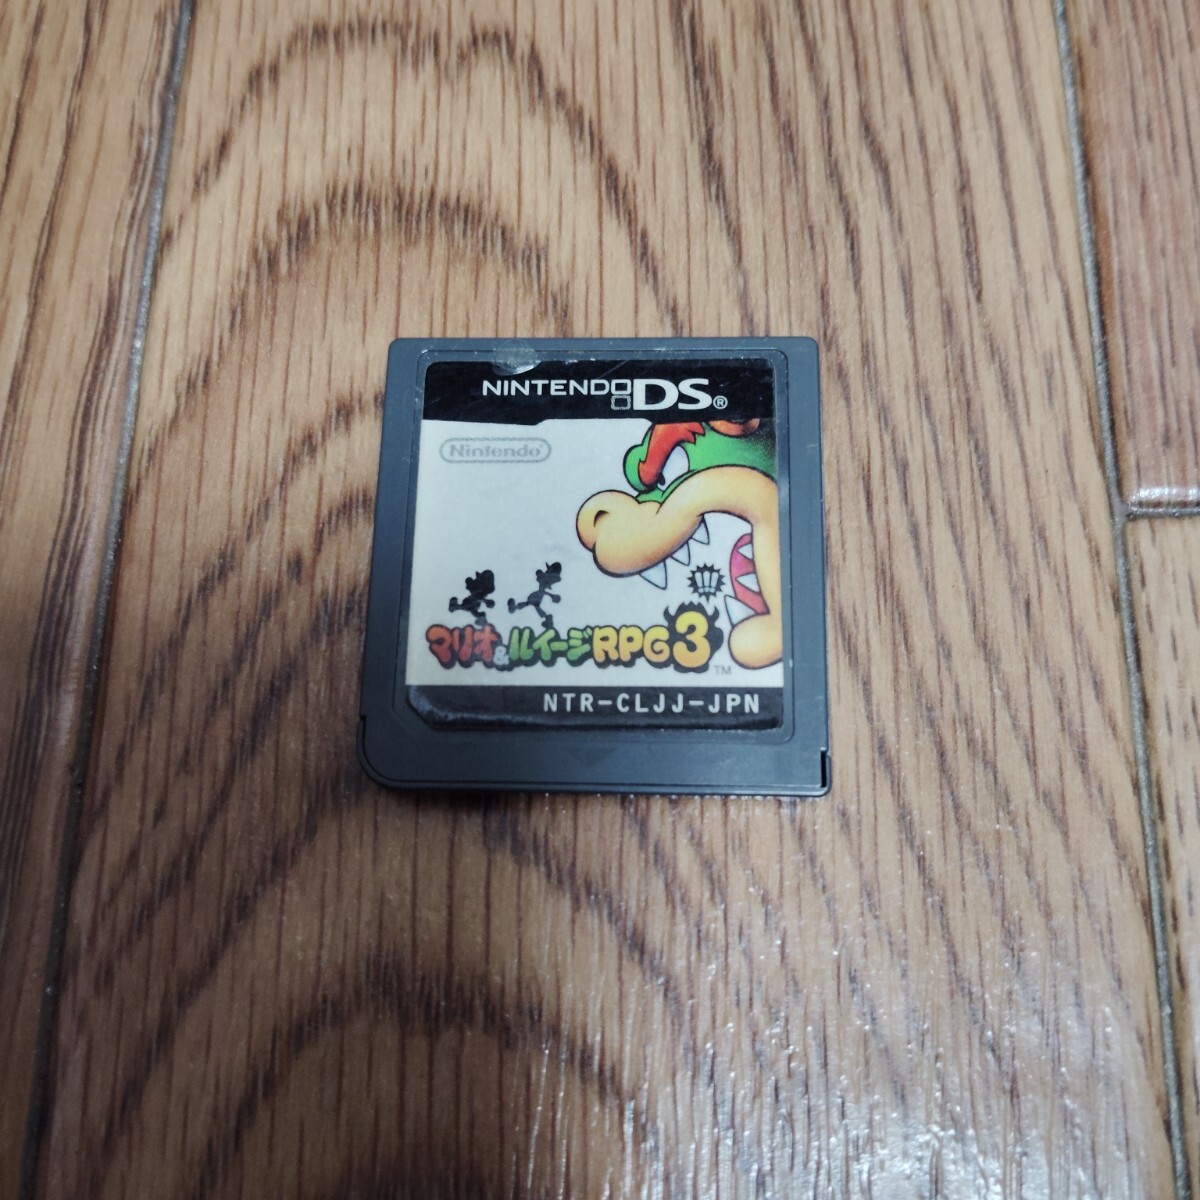 NINTENDO DS®
Nintendo®
!!!
マリオ&ルイージRPG3
TM
NTR-CLJJ-JPN